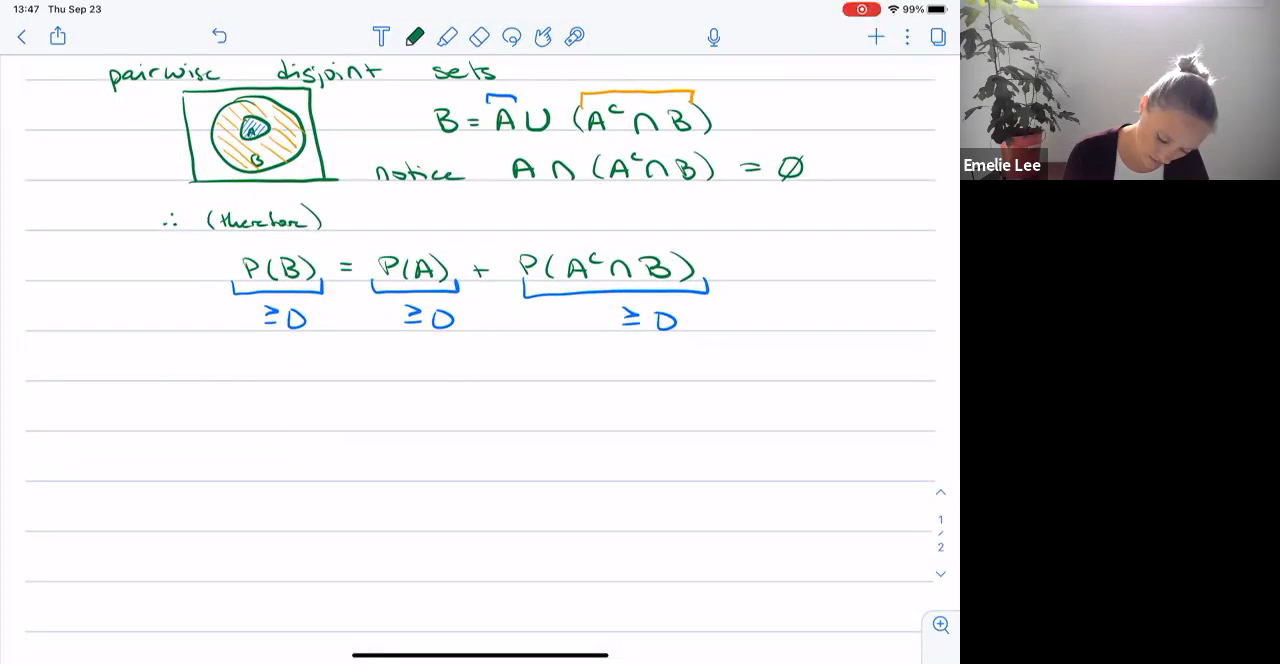 13:47 Thu Sep 23 99%
pairwise disjoint sets
B = A ∪ (Aᶜ ∩ B)
A
B
notice A ∩ (Aᶜ ∩ B) = ∅
∴ (therefore)
P(B) = P(A) + P(Aᶜ ∩ B)
≥0 ≥0 ≥0
1
/
2
Emelie Lee